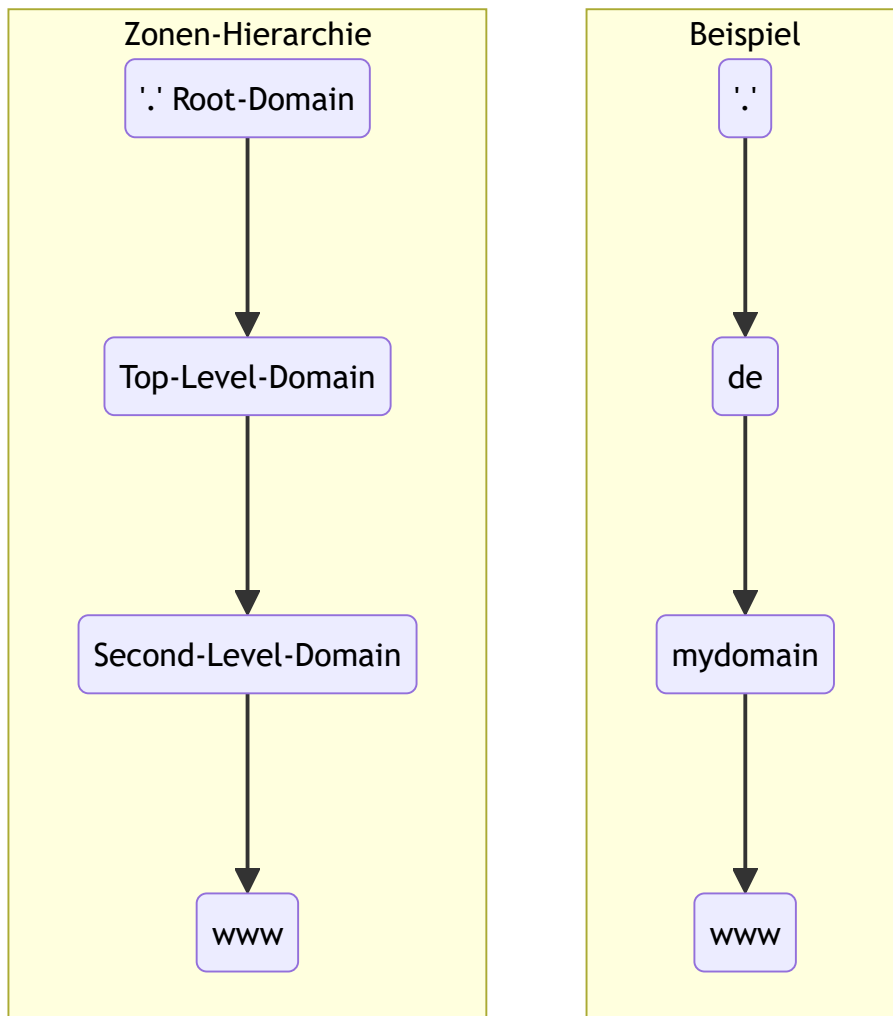 Zonen-Hierarchie
'.' Root-Domain
Top-Level-Domain
Second-Level-Domain
www
Beispiel
'.'
de
mydomain
www